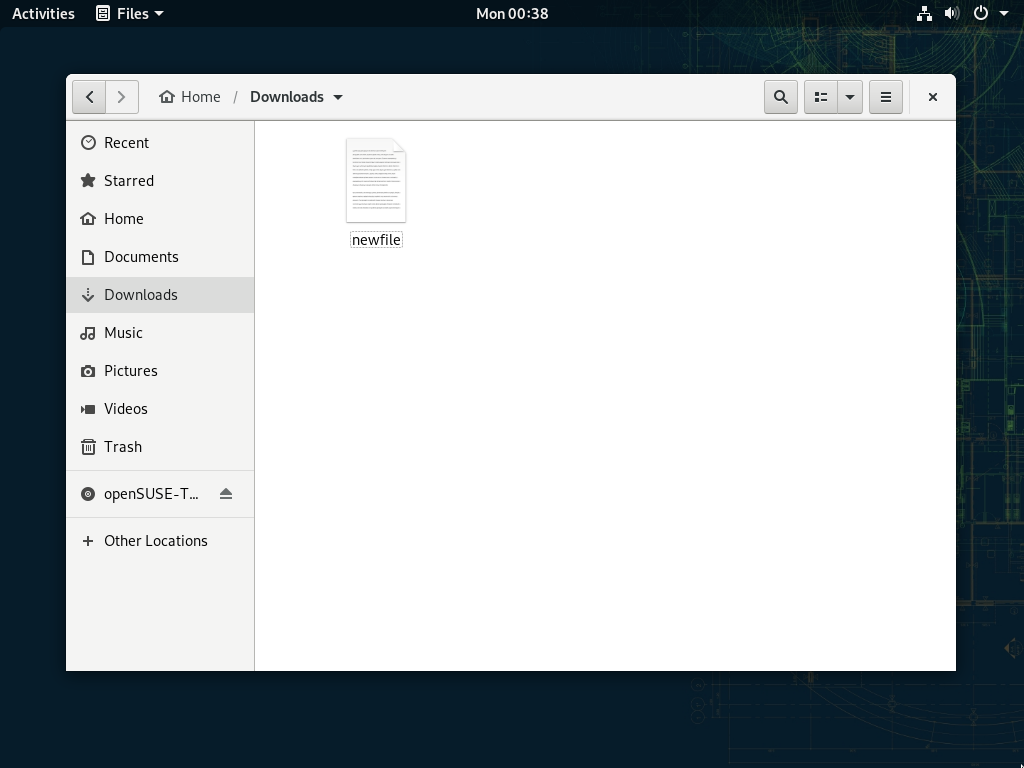 Activities Files Mon 00:38
Home / Downloads
Recent
Starred
Home
Documents
Downloads
Music
Pictures
Videos
Trash
openSUSE-T...
Other Locations
newfile